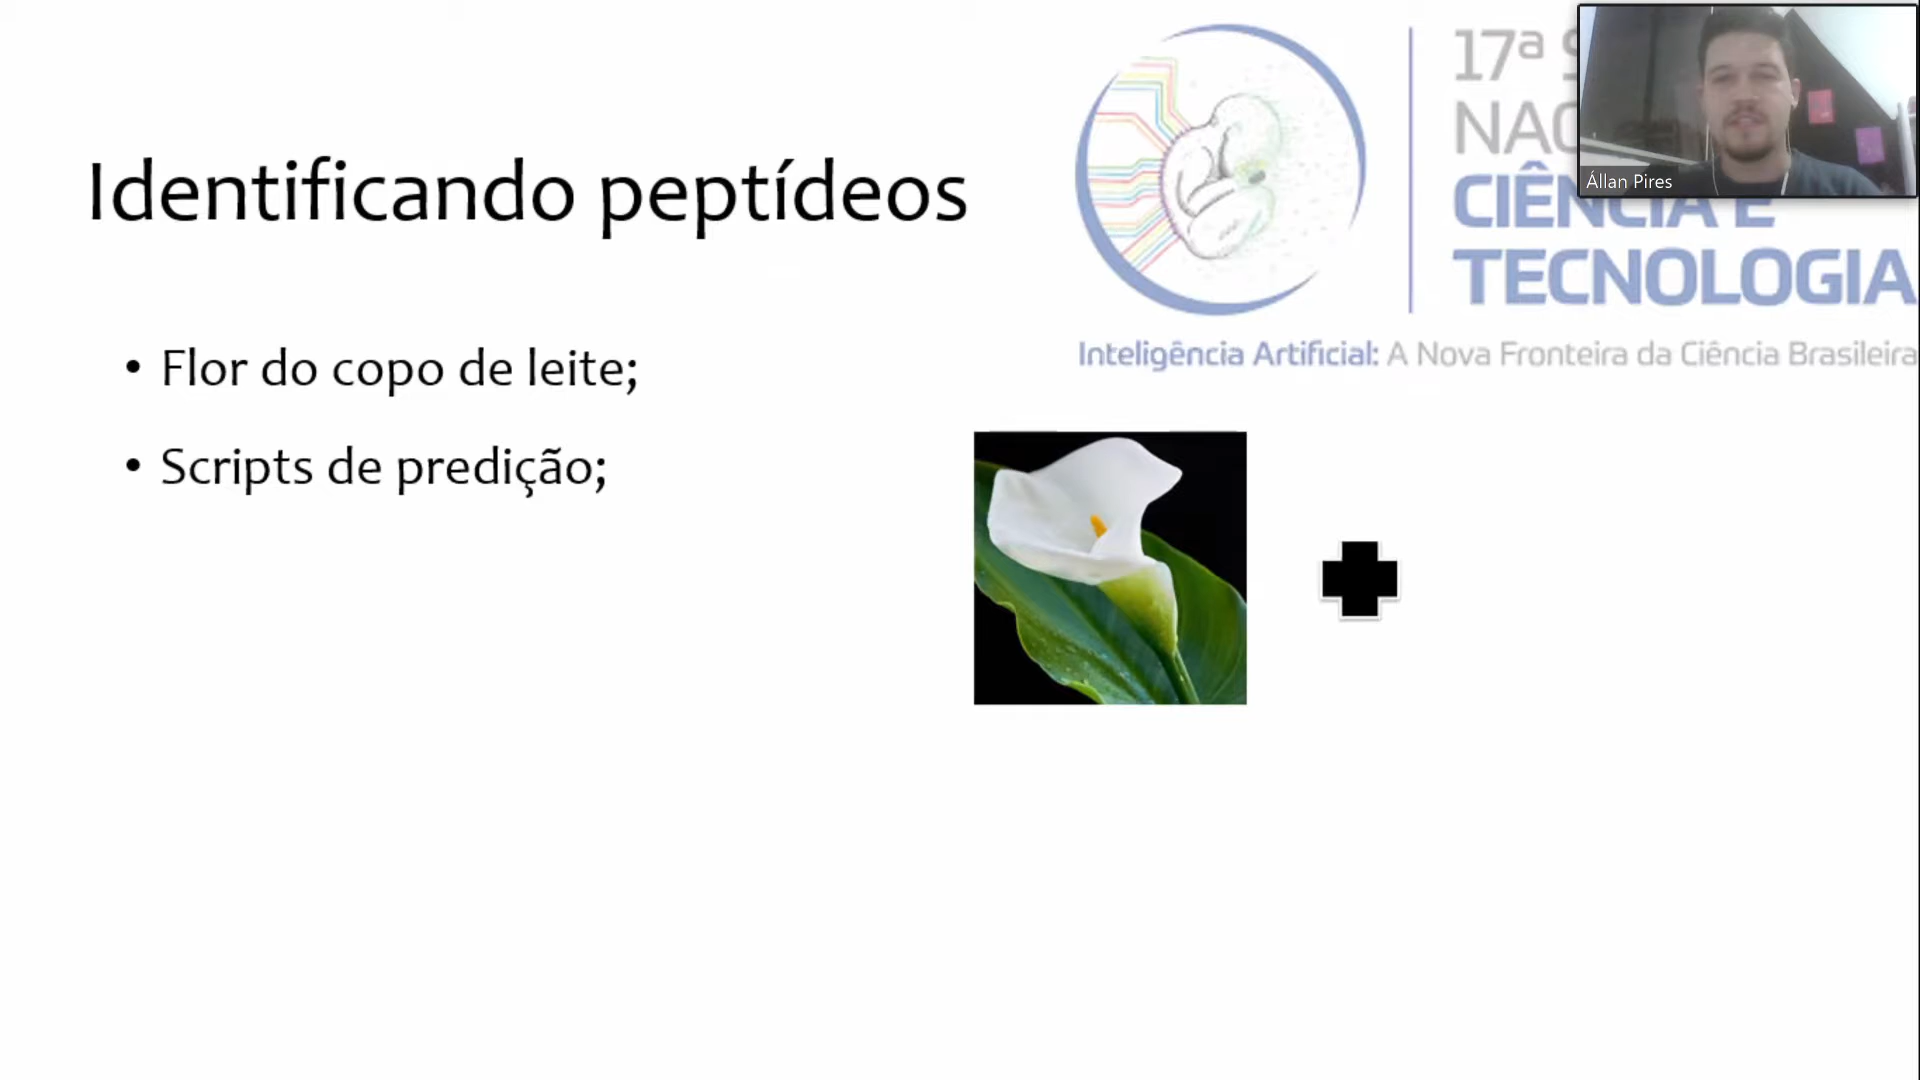 17ª
Állan Pires
CIÊNCIA E
TECNOLOGIA
Inteligência Artificial: A Nova Fronteira da Ciência Brasileira
Identificando peptídeos
• Flor do copo de leite;
• Scripts de predição;